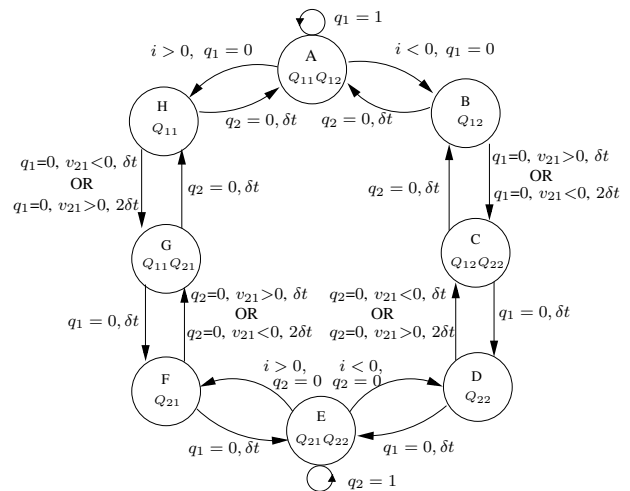 q₁ = 1
A
Q₁₁Q₁₂
i > 0, q₁ = 0
i < 0, q₁ = 0
H
Q₁₁
q₂ = 0, δt
q₂ = 0, δt
B
Q₁₂
q₁=0, v₂₁<0, δt
OR
q₁=0, v₂₁>0, 2δt
q₁=0, v₂₁>0, δt
OR
q₁=0, v₂₁<0, 2δt
q₂ = 0, δt
q₂ = 0, δt
G
Q₁₁Q₂₁
C
Q₁₂Q₂₂
q₂=0, v₂₁>0, δt
OR
q₂=0, v₂₁<0, 2δt
q₂=0, v₂₁<0, δt
OR
q₂=0, v₂₁>0, 2δt
q₁ = 0, δt
q₁ = 0, δt
F
Q₂₁
i > 0,
q₂ = 0
i < 0,
q₂ = 0
D
Q₂₂
E
Q₂₁Q₂₂
q₁ = 0, δt
q₁ = 0, δt
q₂ = 1